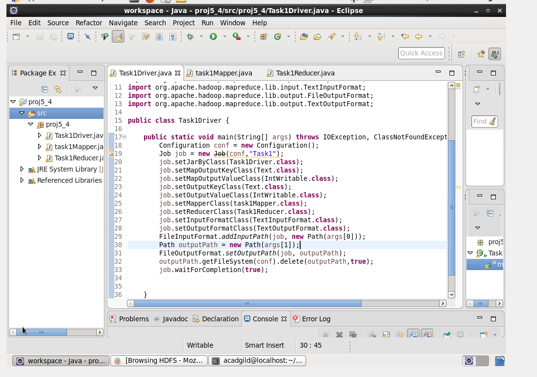 workspace - Java - proj5_4/src/proj5_4/Task1Driver.java - Eclipse
File Edit Source Refactor Navigate Search Project Run Window Help
Quick Access
Package Ex
Task1Driver.java
task1Mapper.java
Task1Reducer.java
proj5_4
src
proj5_4
Task1Driver.jav
task1Mapper.ja
Task1Reducer.j
JRE System Library
Referenced Libraries
11 import org.apache.hadoop.mapreduce.lib.input.TextInputFormat;
12 import org.apache.hadoop.mapreduce.lib.output.FileOutputFormat;
13 import org.apache.hadoop.mapreduce.lib.output.TextOutputFormat;
14
15 public class Task1Driver {
16
17 public static void main(String[] args) throws IOException, ClassNotFoundExcept
18 Configuration conf = new Configuration();
19 Job job = new Job(conf,"Task1");
20 job.setJarByClass(Task1Driver.class);
21 job.setMapOutputKeyClass(Text.class);
22 job.setMapOutputValueClass(IntWritable.class);
23 job.setOutputKeyClass(Text.class);
24 job.setOutputValueClass(IntWritable.class);
25 job.setMapperClass(task1Mapper.class);
26 job.setReducerClass(Task1Reducer.class);
27 job.setInputFormatClass(TextInputFormat.class);
28 job.setOutputFormatClass(TextOutputFormat.class);
29 FileInputFormat.addInputPath(job, new Path(args[0]));
30 Path outputPath = new Path(args[1]);
31 FileOutputFormat.setOutputPath(job, outputPath);
32 outputPath.getFileSystem(conf).delete(outputPath,true);
33 job.waitForCompletion(true);
34
35
36 }
Find
proj5
Task
m
Problems Javadoc Declaration Console Error Log
Writable Smart Insert 30 : 45
workspace - Java - pro... [Browsing HDFS - Moz... acadgild@localhost:~/...